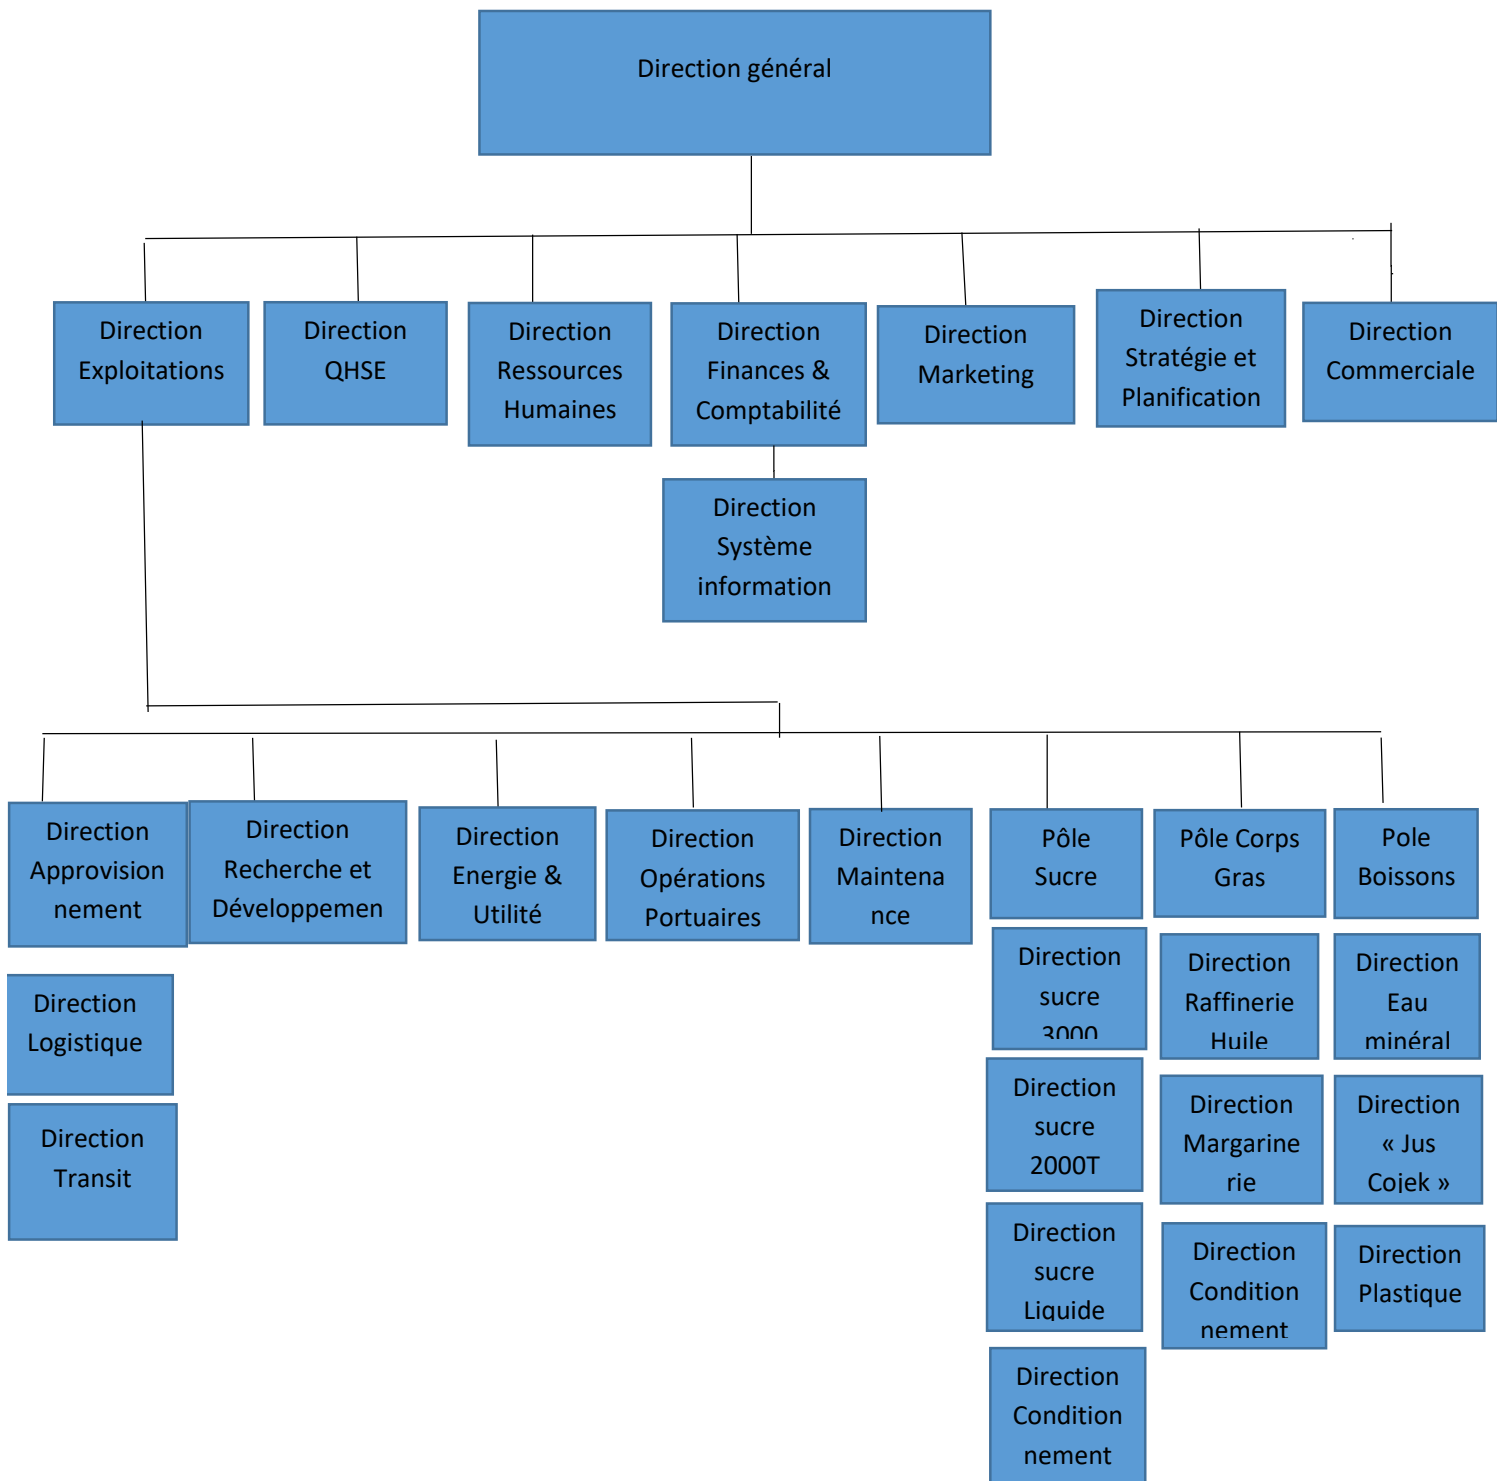 Direction général
Direction
Exploitations
Direction
QHSE
Direction
Ressources
Humaines
Direction
Finances &
Comptabilité
Direction
Marketing
Direction
Stratégie et
Planification
Direction
Commerciale
Direction
Système
information
Direction
Approvision
nement
Direction
Recherche et
Développemen
Direction
Energie &
Utilité
Direction
Opérations
Portuaires
Direction
Maintena
nce
Pôle
Sucre
Pôle Corps
Gras
Pole
Boissons
Direction
Logistique
Direction
Transit
Direction
sucre
3000
Direction
sucre
2000T
Direction
sucre
Liquide
Direction
Condition
nement
Direction
Raffinerie
Huile
Direction
Margarine
rie
Direction
Condition
nement
Direction
Eau
minéral
Direction
« Jus
Cojek »
Direction
Plastique